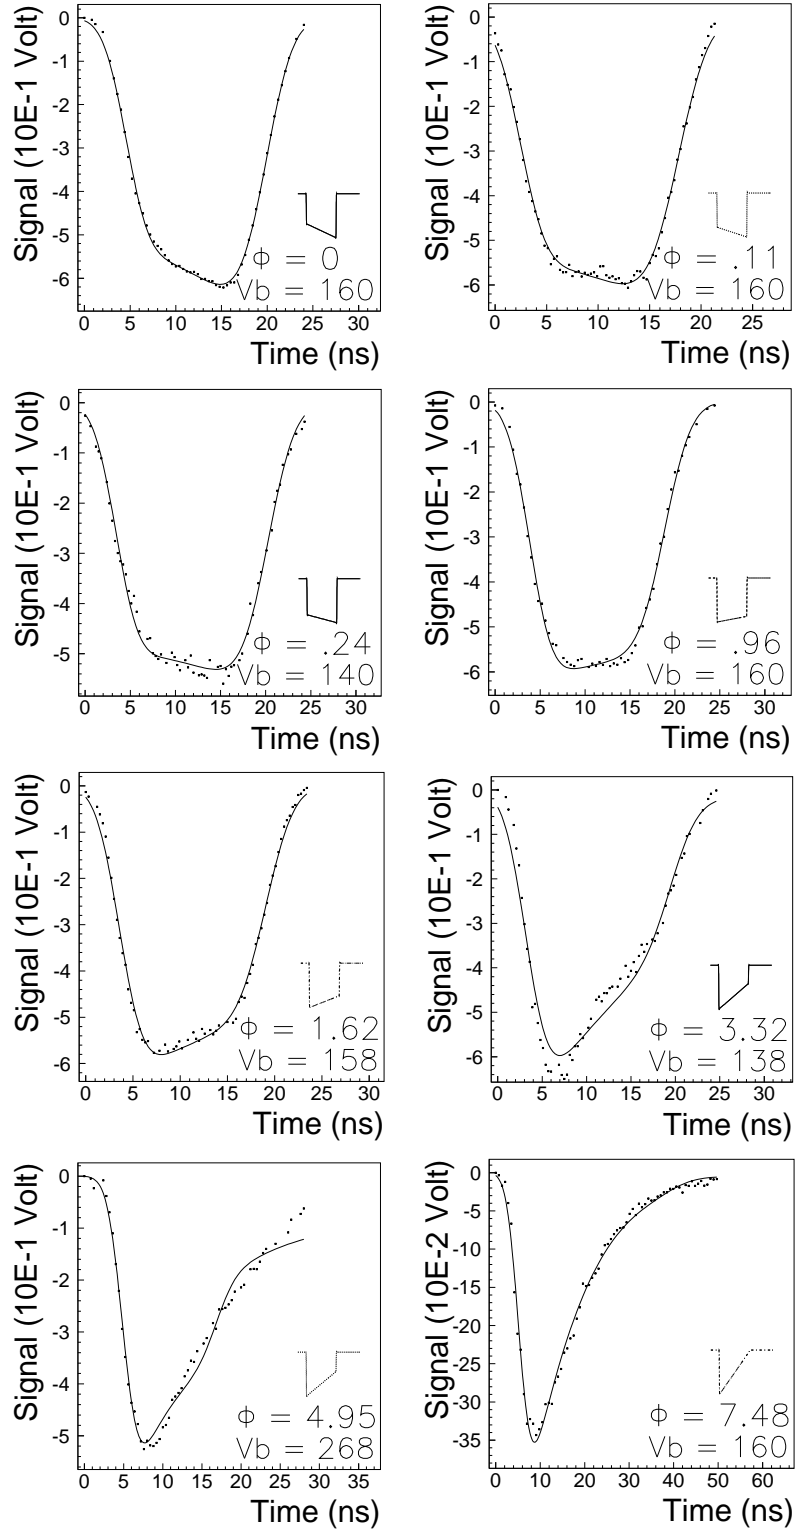 Signal (10E-1 Volt)
0
-1
-2
-3
-4
-5
-6
Φ = 0
Vb = 160
0 5 10 15 20 25 30
Time (ns)
Signal (10E-1 Volt)
0
-1
-2
-3
-4
-5
-6
Φ = .11
Vb = 160
0 5 10 15 20 25
Time (ns)
Signal (10E-1 Volt)
0
-1
-2
-3
-4
-5
Φ = .24
Vb = 140
0 5 10 15 20 25 30
Time (ns)
Signal (10E-1 Volt)
0
-1
-2
-3
-4
-5
-6
Φ = .96
Vb = 160
0 5 10 15 20 25 30
Time (ns)
Signal (10E-1 Volt)
0
-1
-2
-3
-4
-5
-6
Φ = 1.62
Vb = 158
0 5 10 15 20 25 30
Time (ns)
Signal (10E-1 Volt)
0
-1
-2
-3
-4
-5
-6
Φ = 3.32
Vb = 138
0 5 10 15 20 25 30
Time (ns)
Signal (10E-1 Volt)
0
-1
-2
-3
-4
-5
Φ = 4.95
Vb = 268
0 5 10 15 20 25 30 35
Time (ns)
Signal (10E-2 Volt)
0
-5
-10
-15
-20
-25
-30
-35
Φ = 7.48
Vb = 160
0 10 20 30 40 50 60
Time (ns)